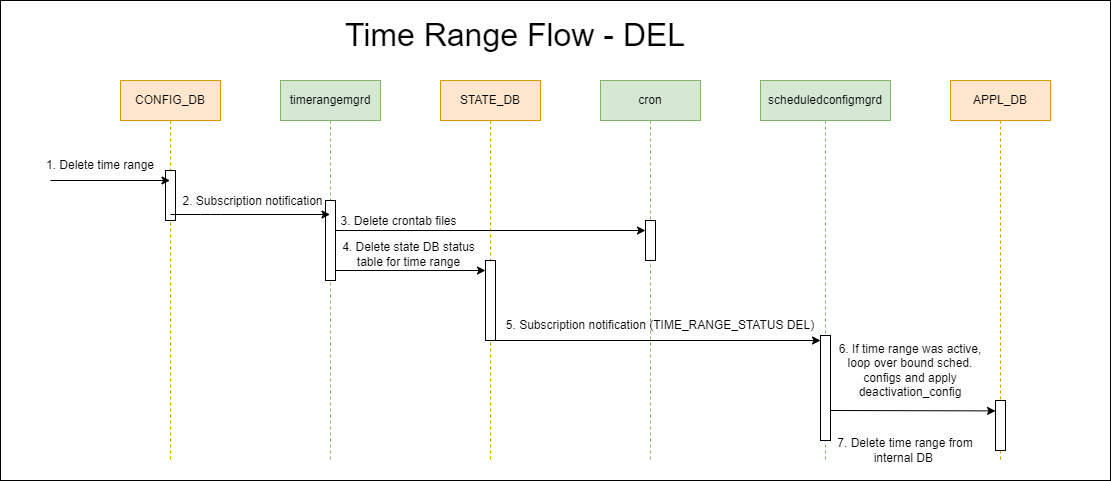 Time Range Flow - DEL
CONFIG_DB
timerangemgrd
STATE_DB
cron
scheduledconfigmgrd
APPL_DB
1. Delete time range
2. Subscription notification
3. Delete crontab files
4. Delete state DB status
table for time range
5. Subscription notification (TIME_RANGE_STATUS DEL)
6. If time range was active,
loop over bound sched.
configs and apply
deactivation_config
7. Delete time range from
internal DB